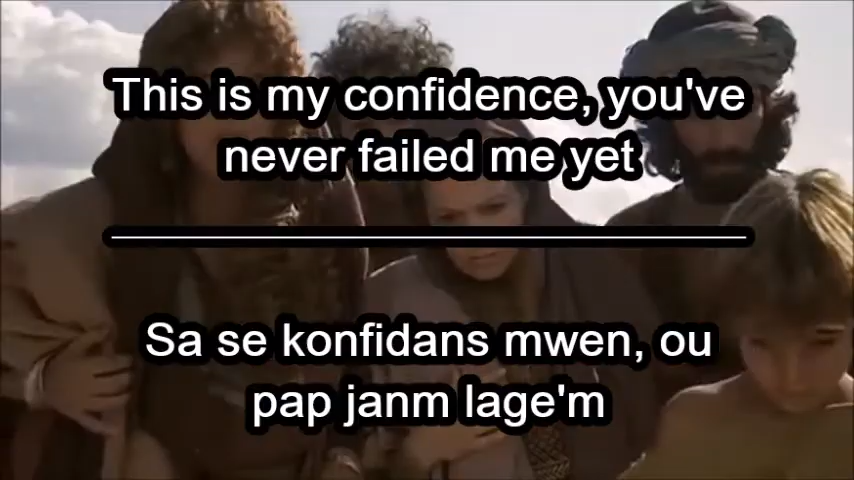 This is my confidence, you've
never failed me yet
Sa se konfidans mwen, ou
pap janm lage'm